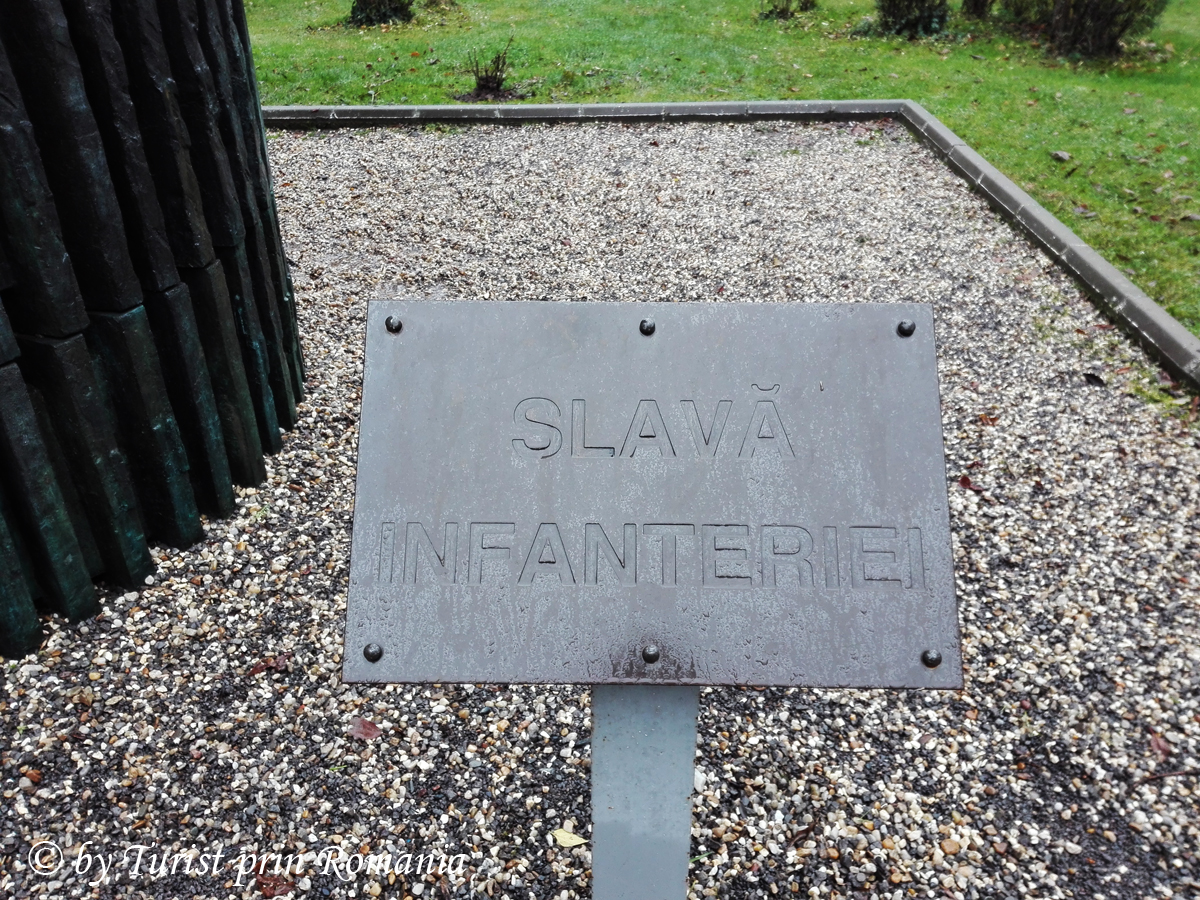 SLAVĂ
INFANTERIEI
© by Turist prin Romania